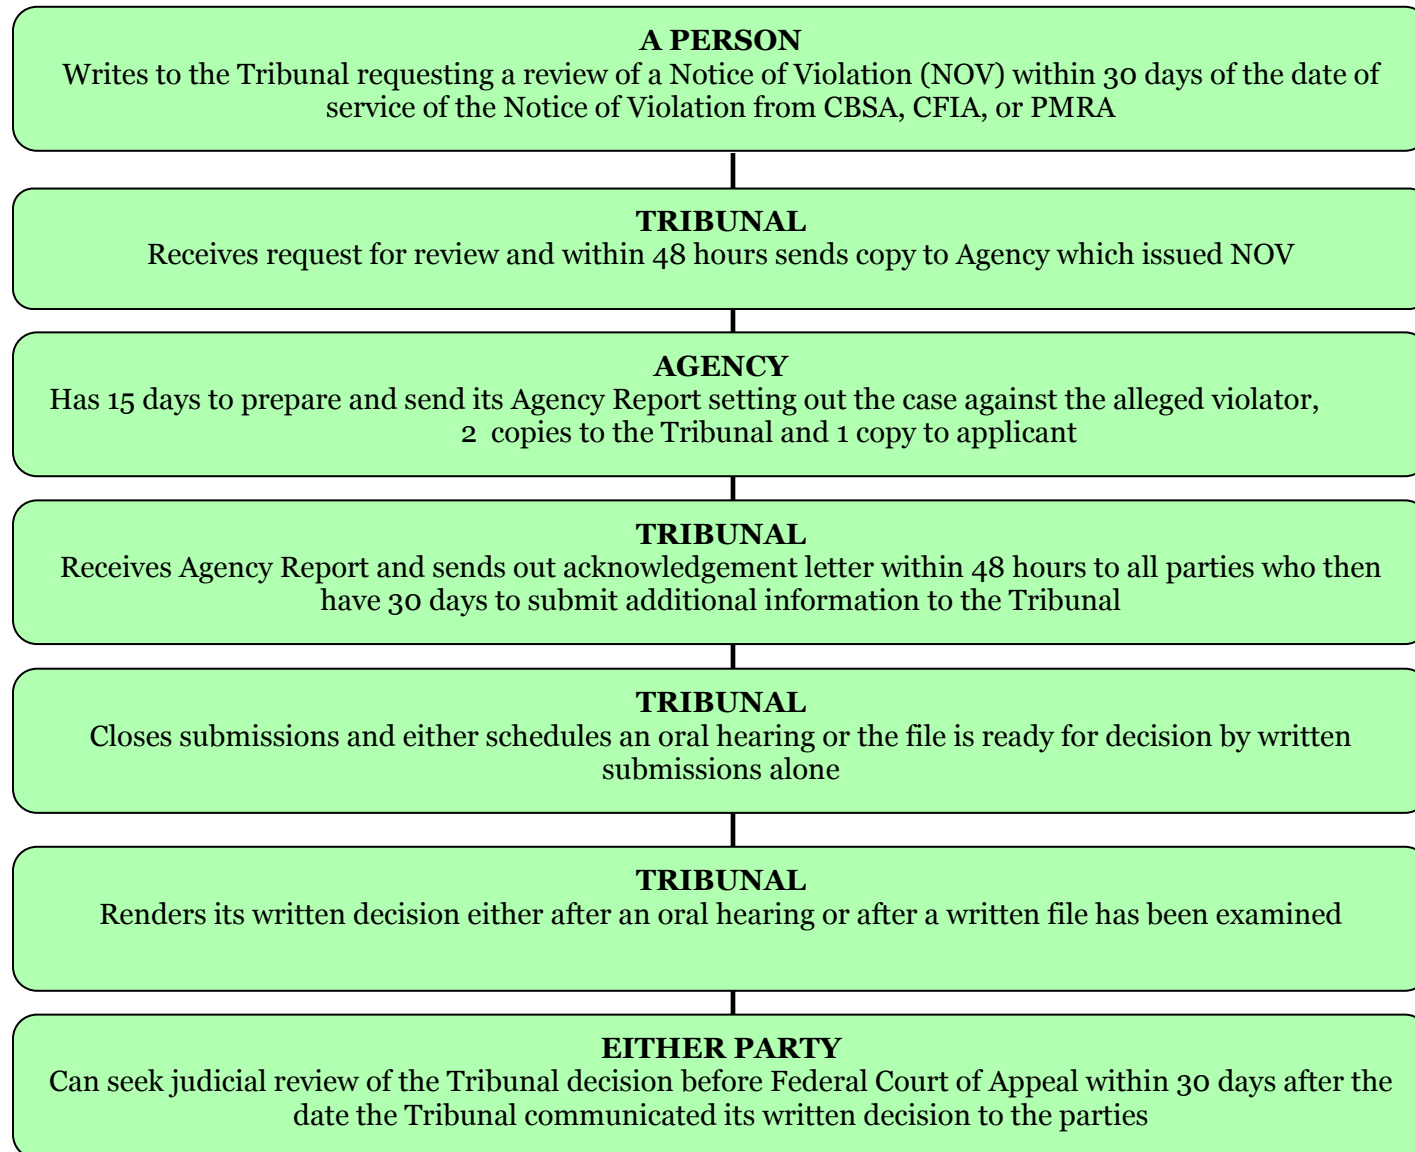 A PERSON
Writes to the Tribunal requesting a review of a Notice of Violation (NOV) within 30 days of the date of
service of the Notice of Violation from CBSA, CFIA, or PMRA
TRIBUNAL
Receives request for review and within 48 hours sends copy to Agency which issued NOV
AGENCY
Has 15 days to prepare and send its Agency Report setting out the case against the alleged violator,
2 copies to the Tribunal and 1 copy to applicant
TRIBUNAL
Receives Agency Report and sends out acknowledgement letter within 48 hours to all parties who then
have 30 days to submit additional information to the Tribunal
TRIBUNAL
Closes submissions and either schedules an oral hearing or the file is ready for decision by written
submissions alone
TRIBUNAL
Renders its written decision either after an oral hearing or after a written file has been examined
EITHER PARTY
Can seek judicial review of the Tribunal decision before Federal Court of Appeal within 30 days after the
date the Tribunal communicated its written decision to the parties